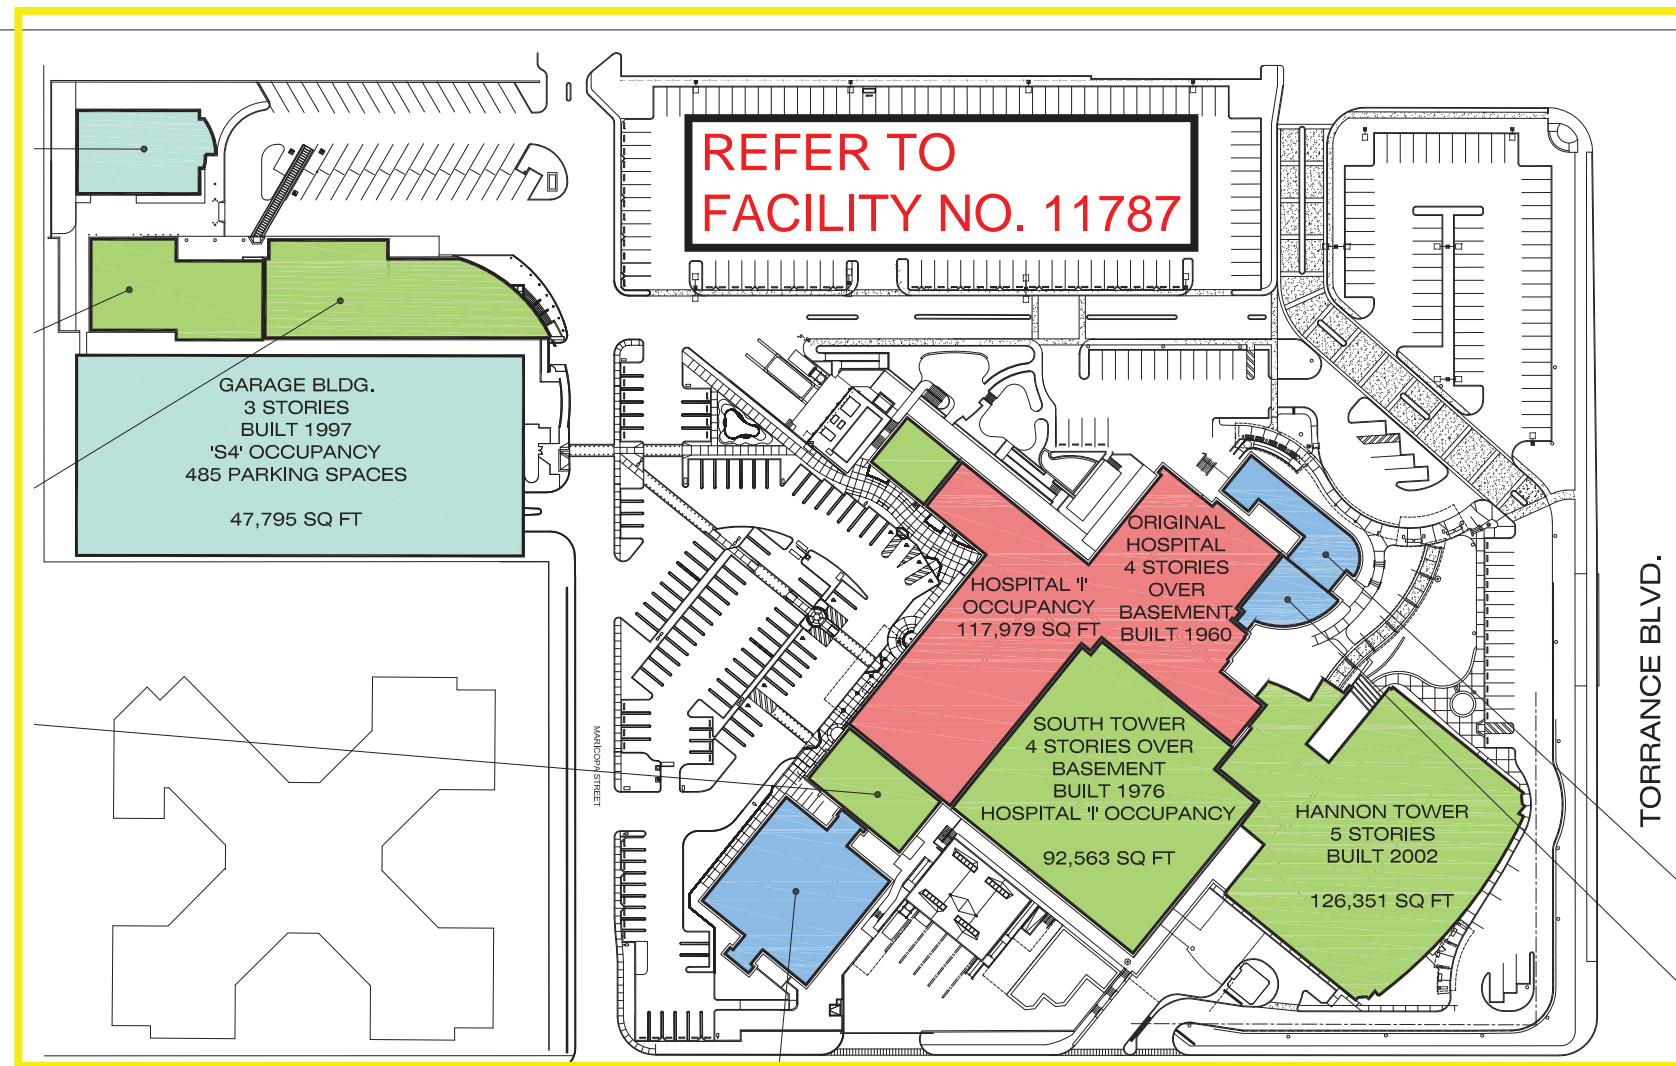 REFER TO
FACILITY NO. 11787
GARAGE BLDG.
3 STORIES
BUILT 1997
'S4' OCCUPANCY
485 PARKING SPACES
47,795 SQ FT
ORIGINAL
HOSPITAL
4 STORIES
OVER
BASEMENT
BUILT 1960
HOSPITAL 'I'
OCCUPANCY
117,979 SQ FT
SOUTH TOWER
4 STORIES OVER
BASEMENT
BUILT 1976
HOSPITAL 'I' OCCUPANCY
92,563 SQ FT
HANNON TOWER
5 STORIES
BUILT 2002
126,351 SQ FT
MARICOPA STREET
TORRANCE BLVD.